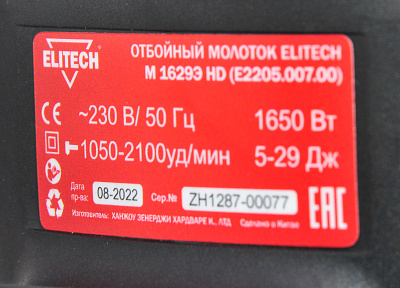 ELITECH
ОТБОЙНЫЙ МОЛОТОК ELITECH
М 1629Э HD (E2205.007.00)
CE ~230 В/ 50 Гц 1650 Вт
1050-2100уд/мин 5-29 Дж
Дата пр-ва: 08-2022 Сер.№ ZH1287-00077 EAC
Изготовитель: ХАНЖОУ ЗЕНЕРДЖИ ХАРДВАРЕ К., ЛТД Сделано в Китае